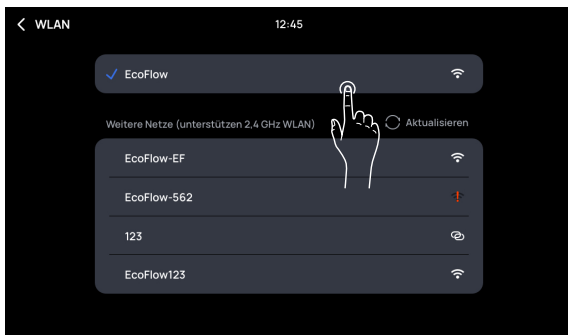 WLAN
12:45
EcoFlow
Weitere Netze (unterstützen 2,4 GHz WLAN)
Aktualisieren
EcoFlow-EF
EcoFlow-562
123
EcoFlow123